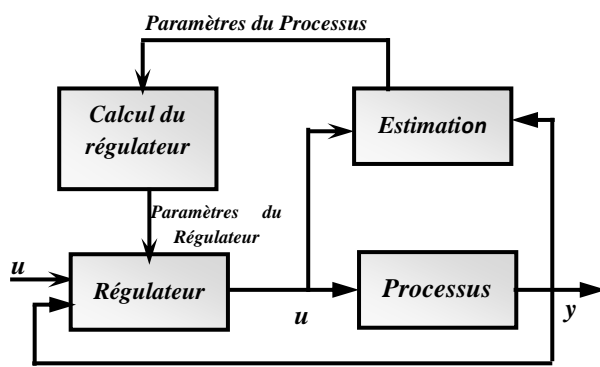 Paramètres du Processus
Calcul du
régulateur
Estimation
Paramètres du
Régulateur
u
Régulateur
u
Processus
y